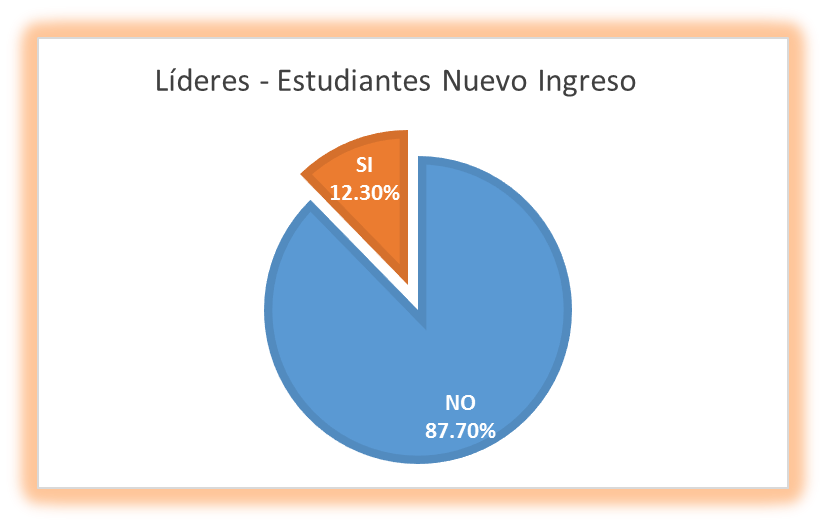 Líderes - Estudiantes Nuevo Ingreso
SI
12.30%
NO
87.70%